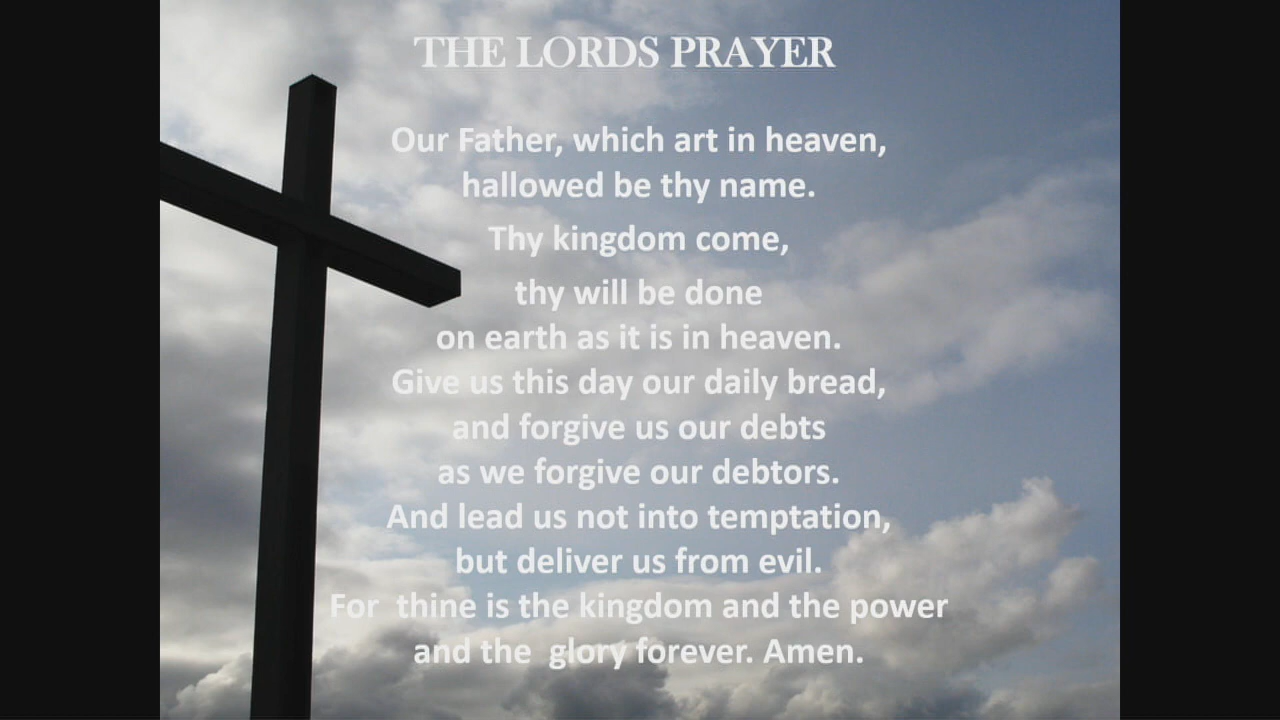 THE LORDS PRAYER
Our Father, which art in heaven,
hallowed be thy name.
Thy kingdom come,
thy will be done
on earth as it is in heaven.
Give us this day our daily bread,
and forgive us our debts
as we forgive our debtors.
And lead us not into temptation,
but deliver us from evil.
For  thine is the kingdom and the power
and the  glory forever. Amen.